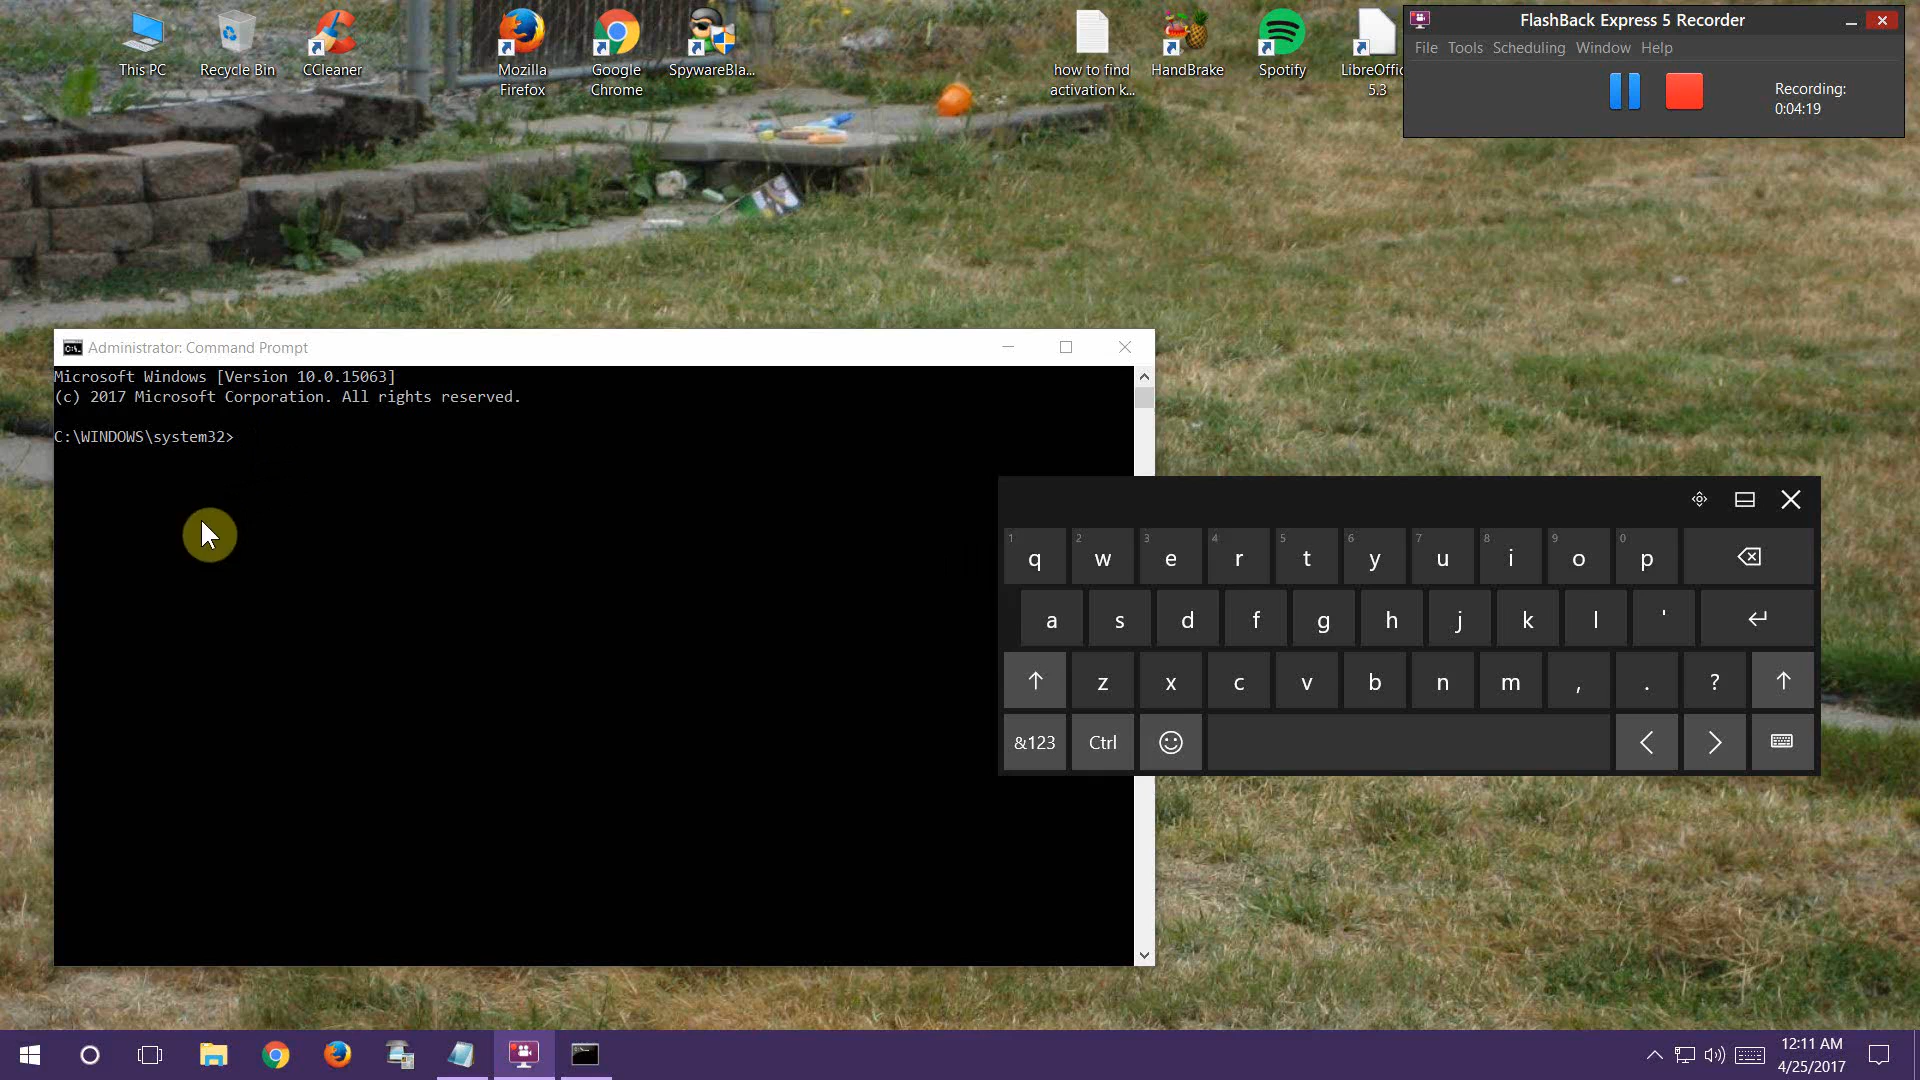 This PC
Recycle Bin
CCleaner
Mozilla
Firefox
Google
Chrome
SpywareBla...
how to find
activation k...
HandBrake
Spotify
LibreOffic
5.3
FlashBack Express 5 Recorder
File Tools Scheduling Window Help
Recording:
0:04:19
Administrator: Command Prompt
Microsoft Windows [Version 10.0.15063]
(c) 2017 Microsoft Corporation. All rights reserved.
C:\WINDOWS\system32>
1 2 3 4 5 6 7 8 9 0
q w e r t y u i o p
a s d f g h j k l '
z x c v b n m , . ?
&123 Ctrl
12:11 AM
4/25/2017